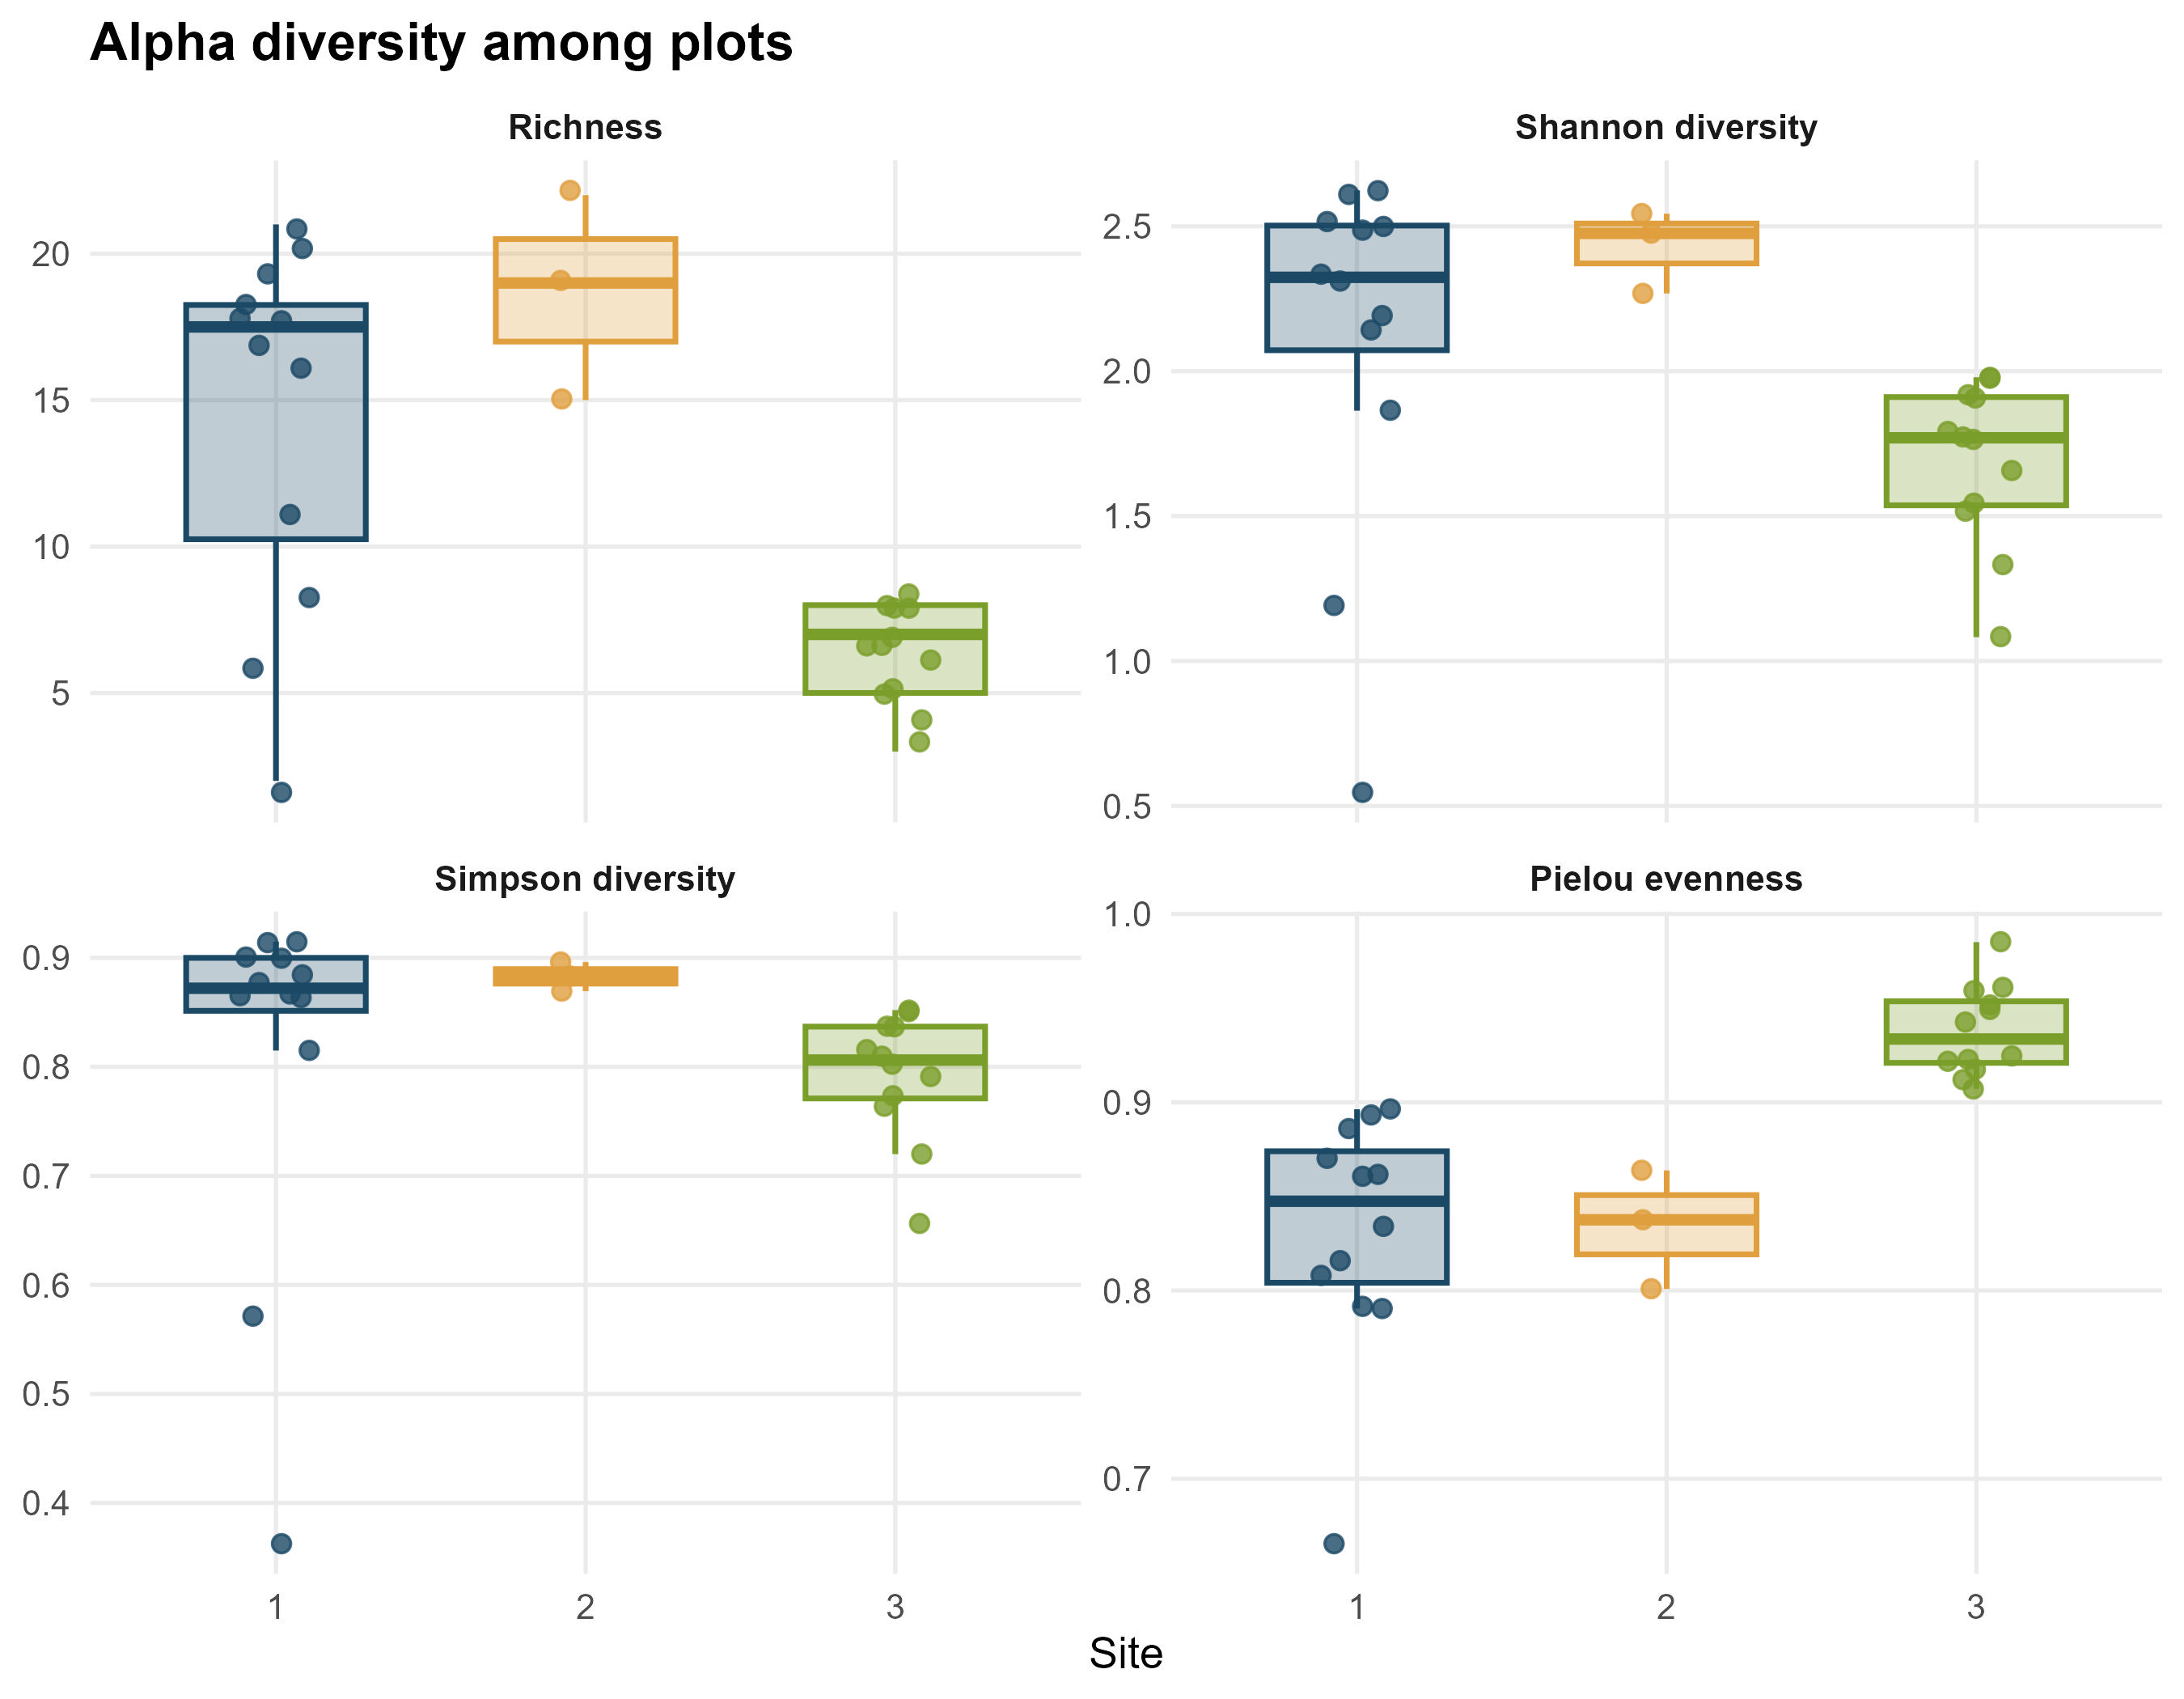 Alpha diversity among plots
Richness
20
15
10
5
Shannon diversity
2.5
2.0
1.5
1.0
0.5
Simpson diversity
0.9
0.8
0.7
0.6
0.5
0.4
1 2 3
Pielou evenness
1.0
0.9
0.8
0.7
1 2 3
Site